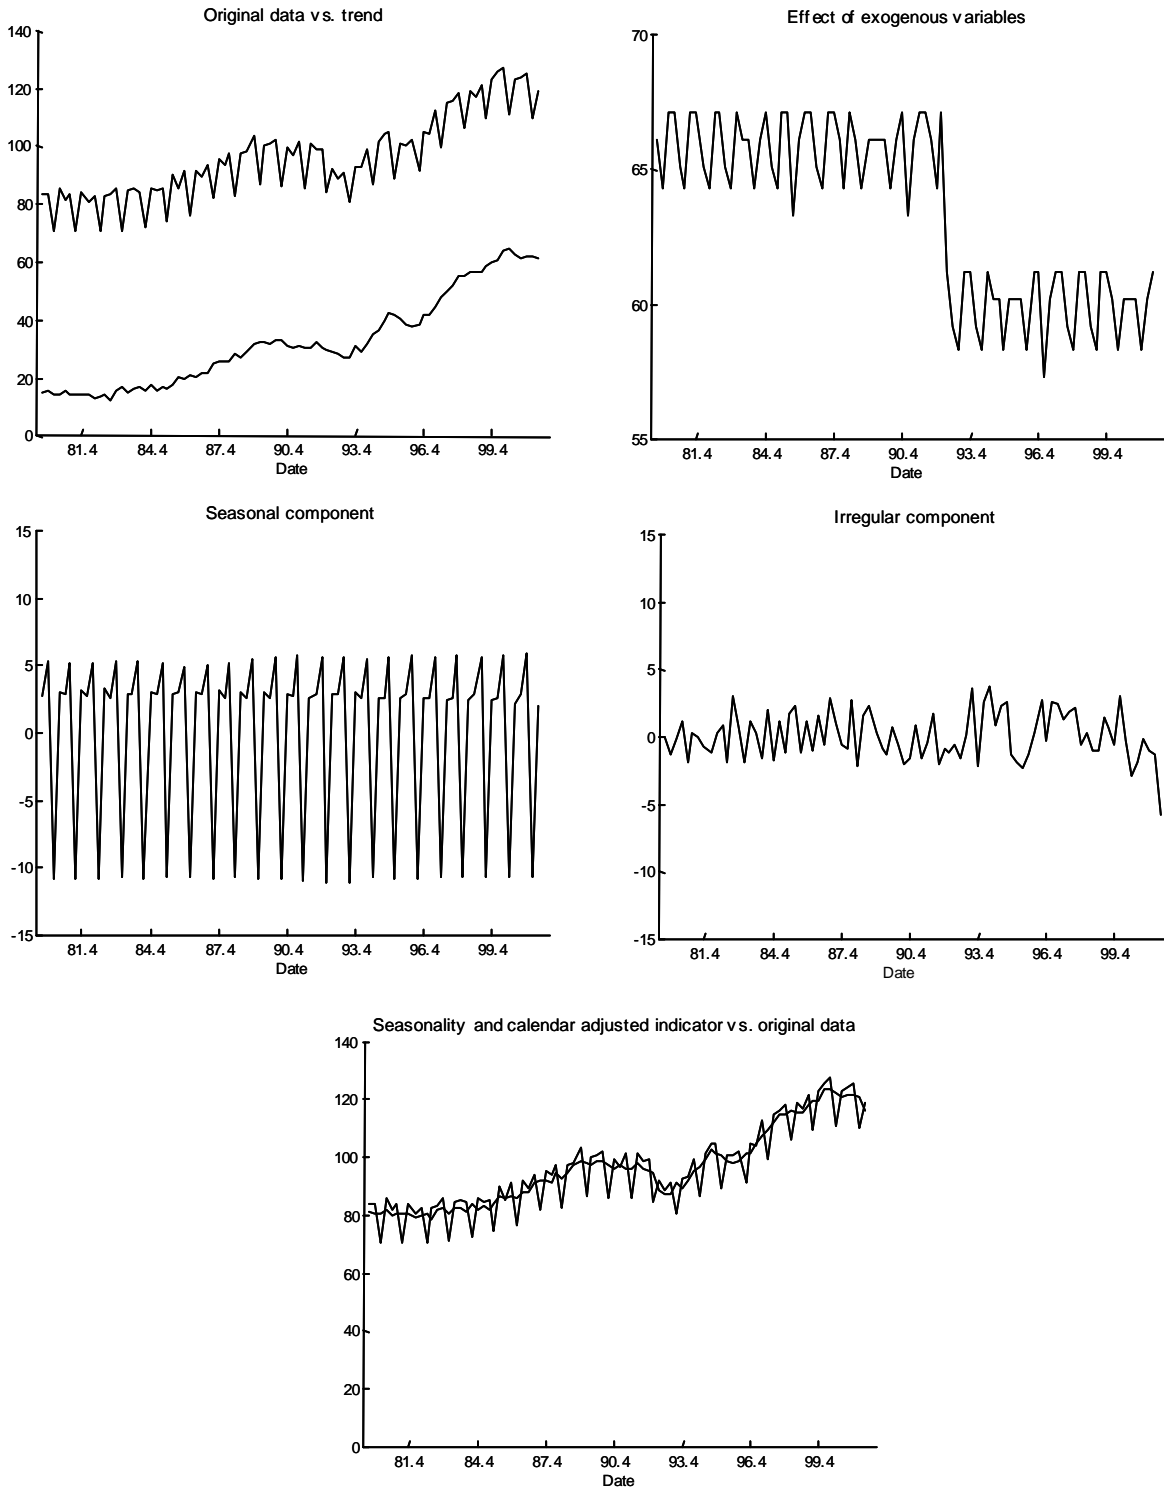 Original data vs. trend
140
120
100
80
60
40
20
0
81.4 84.4 87.4 90.4 93.4 96.4 99.4
Date
Effect of exogenous variables
70
65
60
55
81.4 84.4 87.4 90.4 93.4 96.4 99.4
Date
Seasonal component
15
10
5
0
-5
-10
-15
81.4 84.4 87.4 90.4 93.4 96.4 99.4
Date
Irregular component
15
10
5
0
-5
-10
-15
81.4 84.4 87.4 90.4 93.4 96.4 99.4
Date
Seasonality and calendar adjusted indicator vs. original data
140
120
100
80
60
40
20
0
81.4 84.4 87.4 90.4 93.4 96.4 99.4
Date